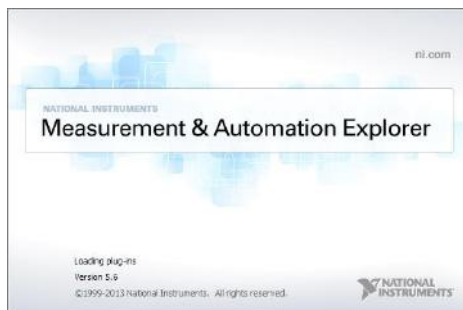 ni.com
NATIONAL INSTRUMENTS
Measurement & Automation Explorer
Loading plug-ins
Version 5.6
©1999-2013 National Instruments. All rights reserved.
NATIONAL
INSTRUMENTS